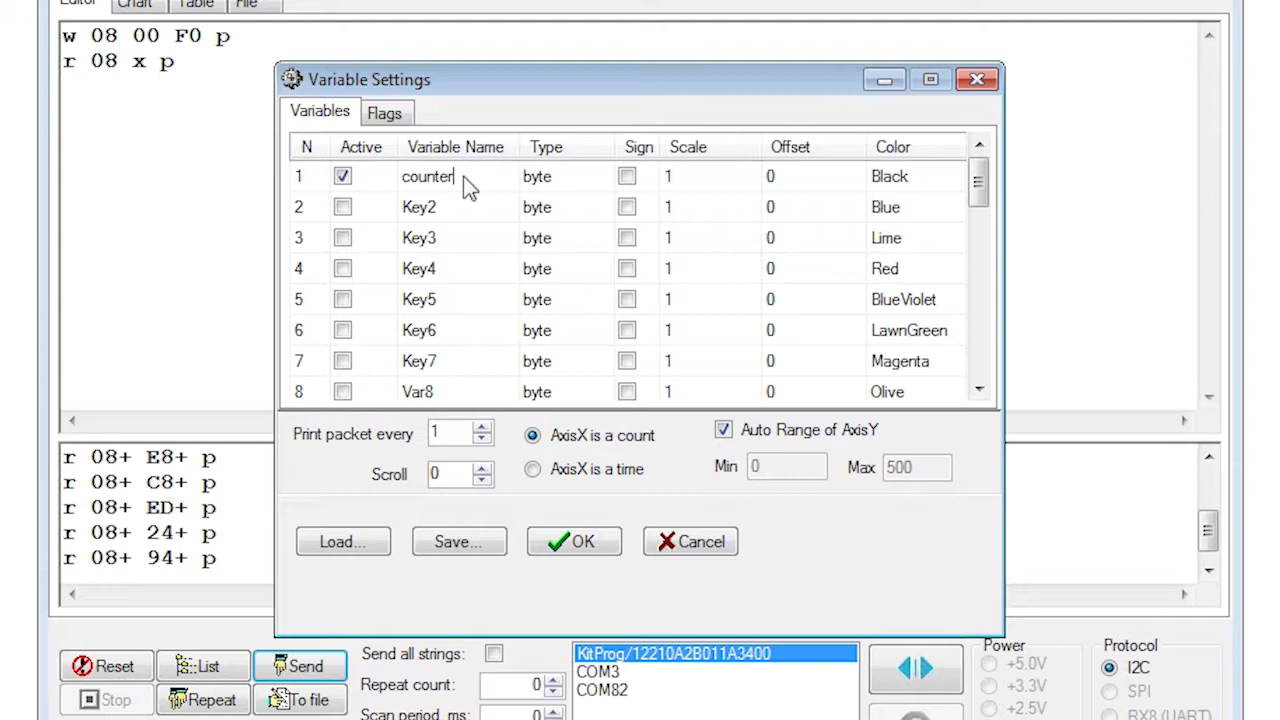 Editor Chart Table File
w 08 00 F0 p
r 08 x p
Variable Settings
Variables Flags
N Active Variable Name Type Sign Scale Offset Color
1 counter byte 1 0 Black
2 Key2 byte 1 0 Blue
3 Key3 byte 1 0 Lime
4 Key4 byte 1 0 Red
5 Key5 byte 1 0 BlueViolet
6 Key6 byte 1 0 LawnGreen
7 Key7 byte 1 0 Magenta
8 Var8 byte 1 0 Olive
Print packet every 1 AxisX is a count Auto Range of AxisY
Scroll 0 AxisX is a time Min 0 Max 500
Load... Save... OK Cancel
r 08+ E8+ p
r 08+ C8+ p
r 08+ ED+ p
r 08+ 24+ p
r 08+ 94+ p
Reset List Send Send all strings: KitProg/12210A2B011A3400 Power Protocol
Stop Repeat To file Repeat count: 0 COM3 +5.0V I2C
COM82 +3.3V SPI
Scan period, ms: 0 +2.5V RX8 (UART)